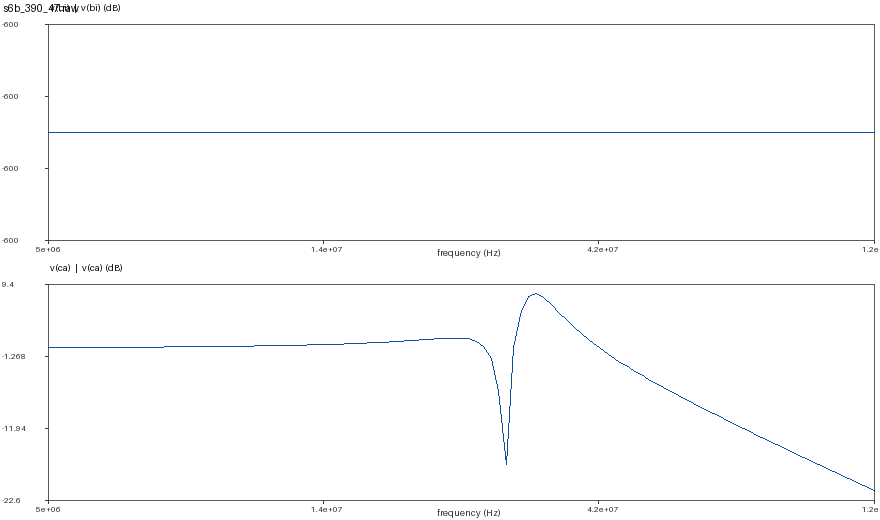 v(bi) (dB)
-600
-600
-600
-600
5e+06
1.4e+07
4.2e+07
1.2e
frequency (Hz)
v(ca) | v(ca) (dB)
9.4
-1.268
-11.94
-22.6
5e+06
1.4e+07
4.2e+07
1.2e
frequency (Hz)